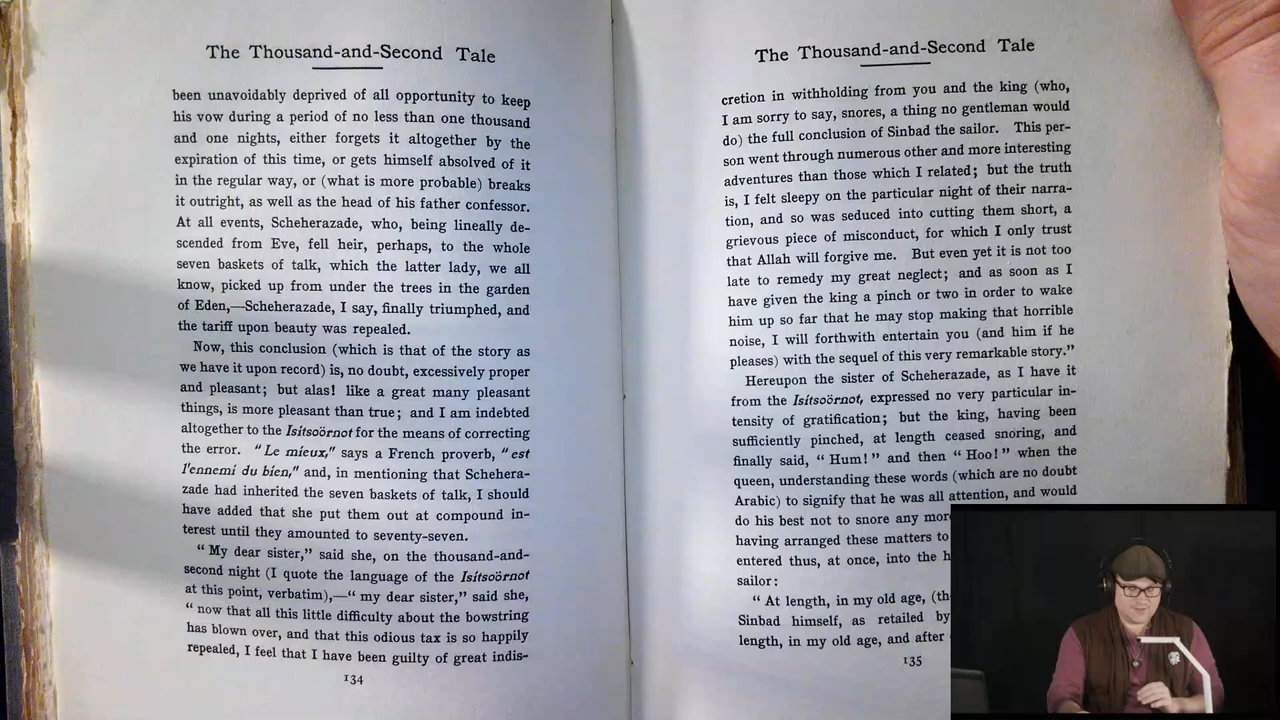 The Thousand-and-Second Tale
been unavoidably deprived of all opportunity to keep
his vow during a period of no less than one thousand
and one nights, either forgets it altogether by the
expiration of this time, or gets himself absolved of it
in the regular way, or (what is more probable) breaks
it outright, as well as the head of his father confessor.
At all events, Scheherazade, who, being lineally de-
scended from Eve, fell heir, perhaps, to the whole
seven baskets of talk, which the latter lady, we all
know, picked up from under the trees in the garden
of Eden,—Scheherazade, I say, finally triumphed, and
the tariff upon beauty was repealed.
Now, this conclusion (which is that of the story as
we have it upon record) is, no doubt, excessively proper
and pleasant; but alas! like a great many pleasant
things, is more pleasant than true; and I am indebted
altogether to the Isitsoörnot for the means of correcting
the error. "Le mieux," says a French proverb, "est
l'ennemi du bien," and, in mentioning that Schehera-
zade had inherited the seven baskets of talk, I should
have added that she put them out at compound in-
terest until they amounted to seventy-seven.
"My dear sister," said she, on the thousand-and-
second night (I quote the language of the Isitsoörnot
at this point, verbatim),—"my dear sister," said she,
"now that all this little difficulty about the bowstring
has blown over, and that this odious tax is so happily
repealed, I feel that I have been guilty of great indis-
134
The Thousand-and-Second Tale
cretion in withholding from you and the king (who,
I am sorry to say, snores, a thing no gentleman would
do) the full conclusion of Sinbad the sailor. This per-
son went through numerous other and more interesting
adventures than those which I related; but the truth
is, I felt sleepy on the particular night of their narra-
tion, and so was seduced into cutting them short, a
grievous piece of misconduct, for which I only trust
that Allah will forgive me. But even yet it is not too
late to remedy my great neglect; and as soon as I
have given the king a pinch or two in order to wake
him up so far that he may stop making that horrible
noise, I will forthwith entertain you (and him if he
pleases) with the sequel of this very remarkable story."
Hereupon the sister of Scheherazade, as I have it
from the Isitsoörnot, expressed no very particular in-
tensity of gratification; but the king, having been
sufficiently pinched, at length ceased snoring, and
finally said, "Hum!" and then "Hoo!" when the
queen, understanding these words (which are no doubt
Arabic) to signify that he was all attention, and would
do his best not to snore any
having arranged these matters to
entered thus, at once, into the
sailor:
"At length, in my old age,
Sinbad himself, as retailed by
length, in my old age, and after
135